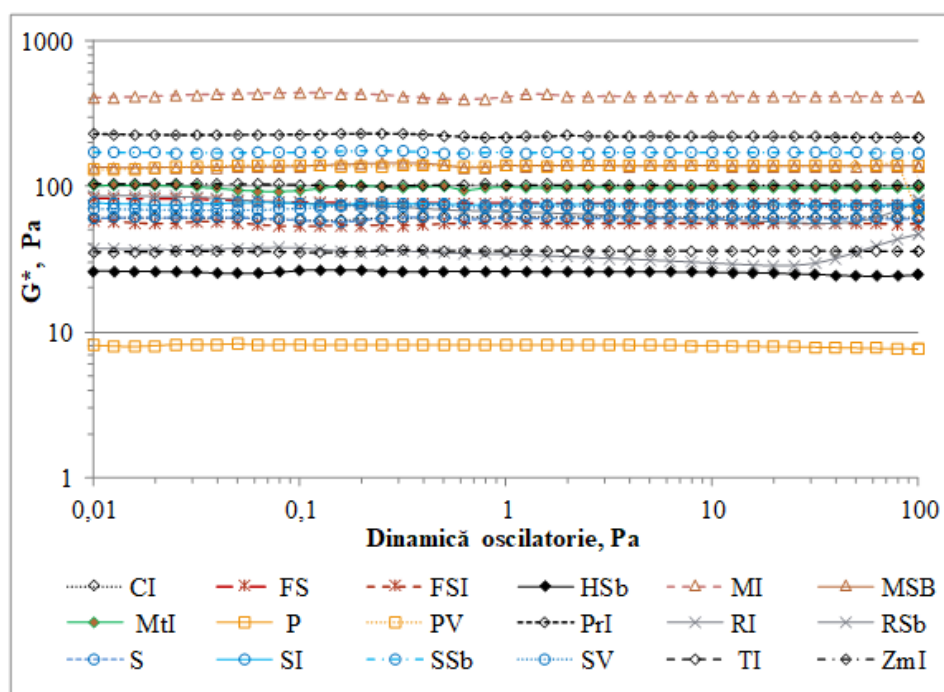 1000
100
10
1
G*, Pa
0,01 0,1 1 10 100
Dinamică oscilatorie, Pa
CI FS FSI HSb MI MSB
MtI P PV PrI RI RSb
S SI SSb SV TI ZmI